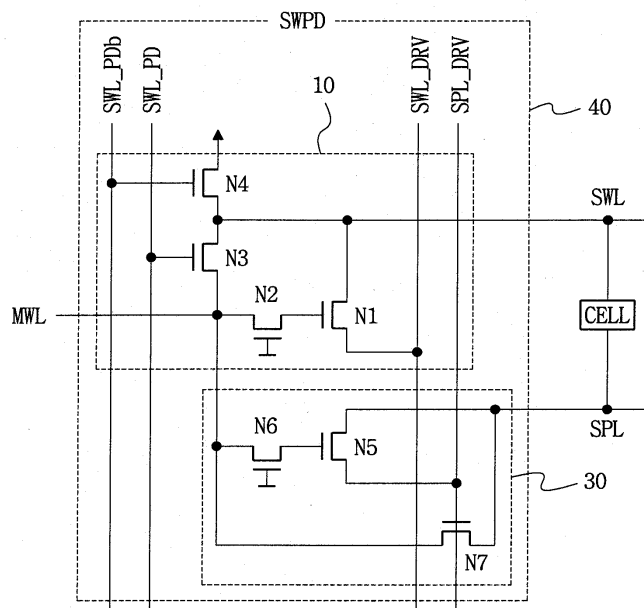 SWPD
SWL_PDb
SWL_PD
SWL_DRV
SPL_DRV
10
40
N4
SWL
N3
N2
MWL
N1
CELL
N6
SPL
N5
30
N7